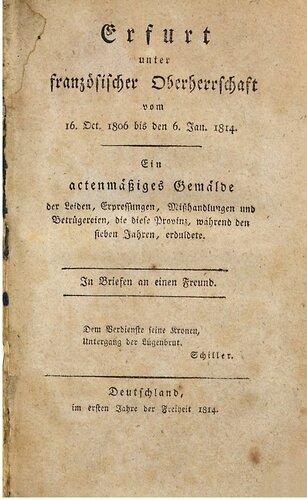 Erfurt
unter
französischer Oberherrschaft
vom
16. Oct. 1806 bis den 6. Jan. 1814.
Ein
actenmäßiges Gemälde
der Leiden, Erpressungen, Mißhandlungen und
Betrügereien, die diese Provinz, während den
sieben Jahren, erduldete.
In Briefen an einen Freund.
Dem Verdienste seine Kronen,
Untergang der Lügenbrut.
Schiller.
Deutschland,
im ersten Jahre der Freiheit 1814.